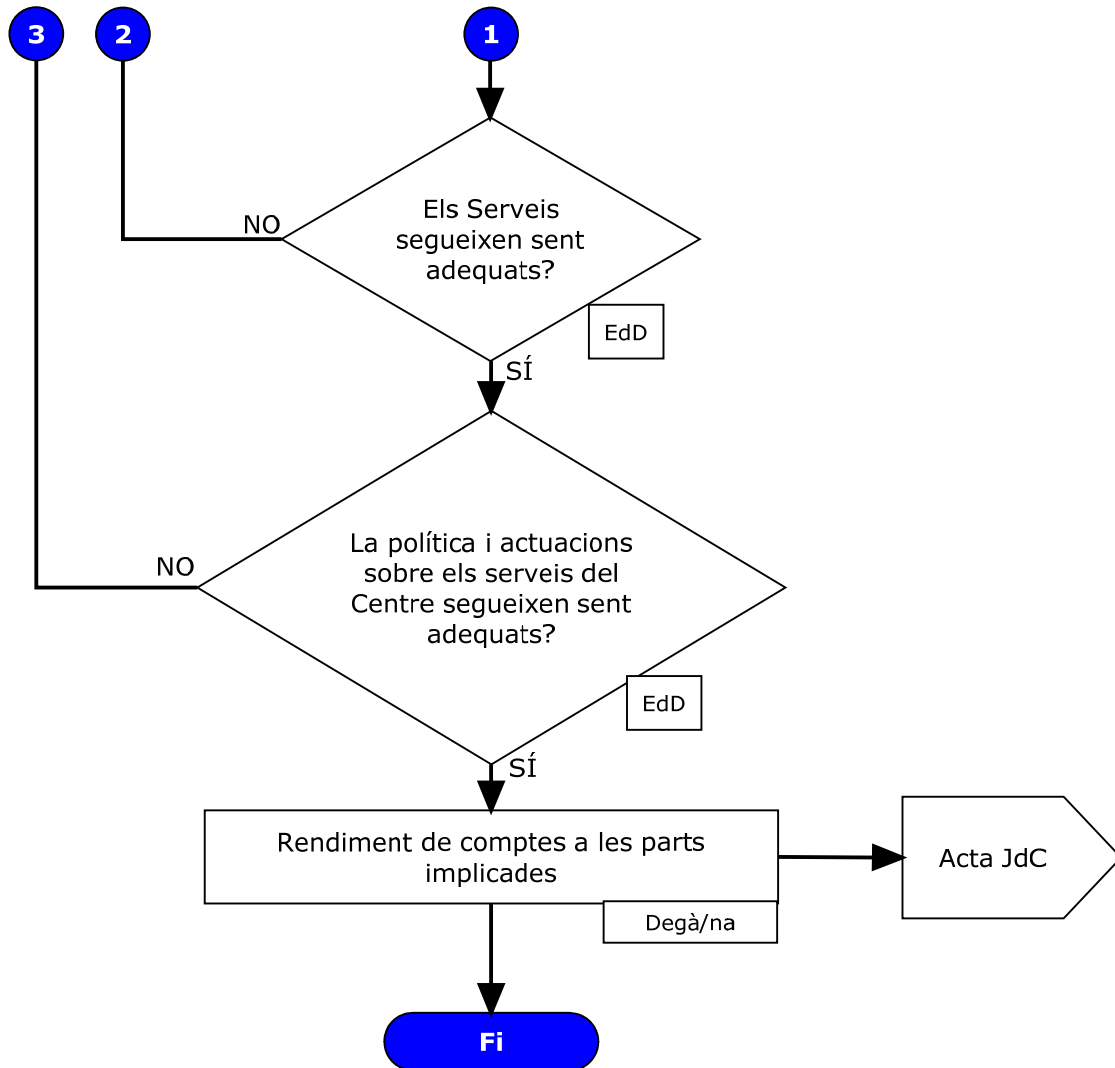 3
2
1
Els Serveis
segueixen sent
adequats?
NO
EdD
SÍ
La política i actuacions
sobre els serveis del
Centre segueixen sent
adequats?
NO
EdD
SÍ
Rendiment de comptes a les parts
implicades
Acta JdC
Degà/na
Fi